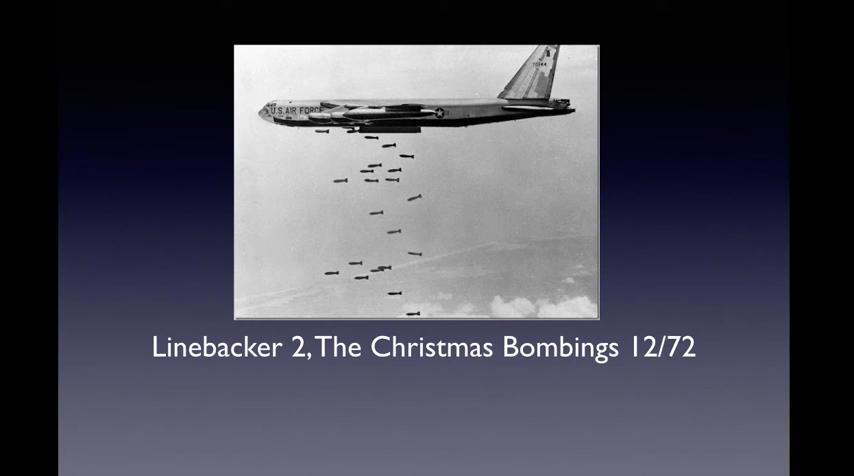 U.S. AIR FORCE
Linebacker 2, The Christmas Bombings 12/72